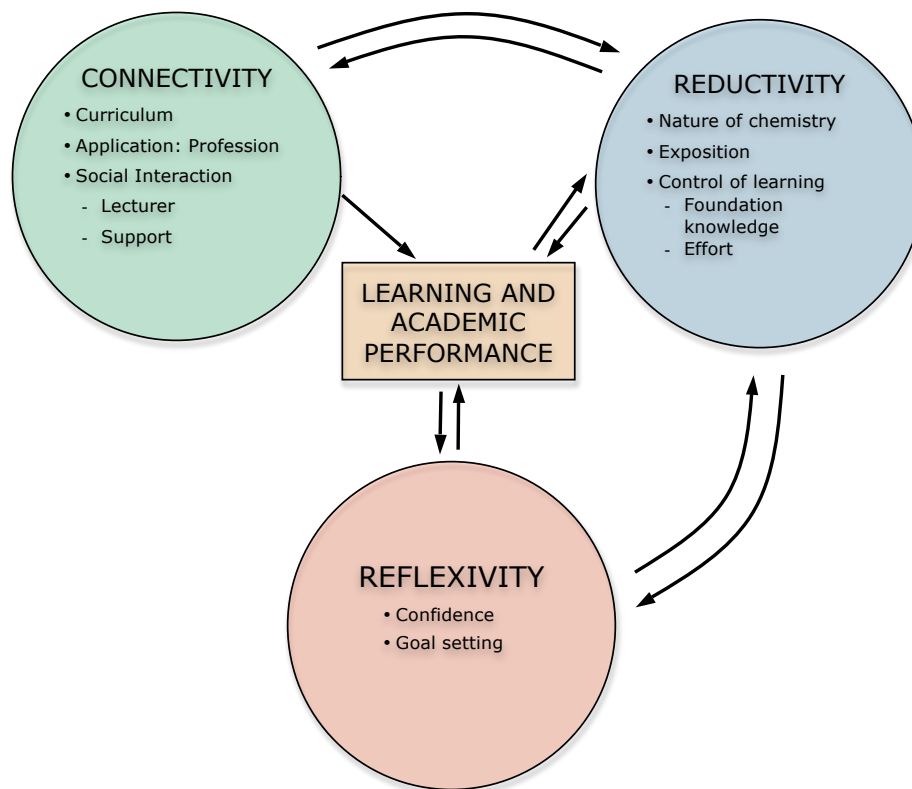 CONNECTIVITY
• Curriculum
• Application: Profession
• Social Interaction
- Lecturer
- Support
REDUCTIVITY
• Nature of chemistry
• Exposition
• Control of learning
- Foundation
knowledge
- Effort
LEARNING AND
ACADEMIC
PERFORMANCE
REFLEXIVITY
• Confidence
• Goal setting